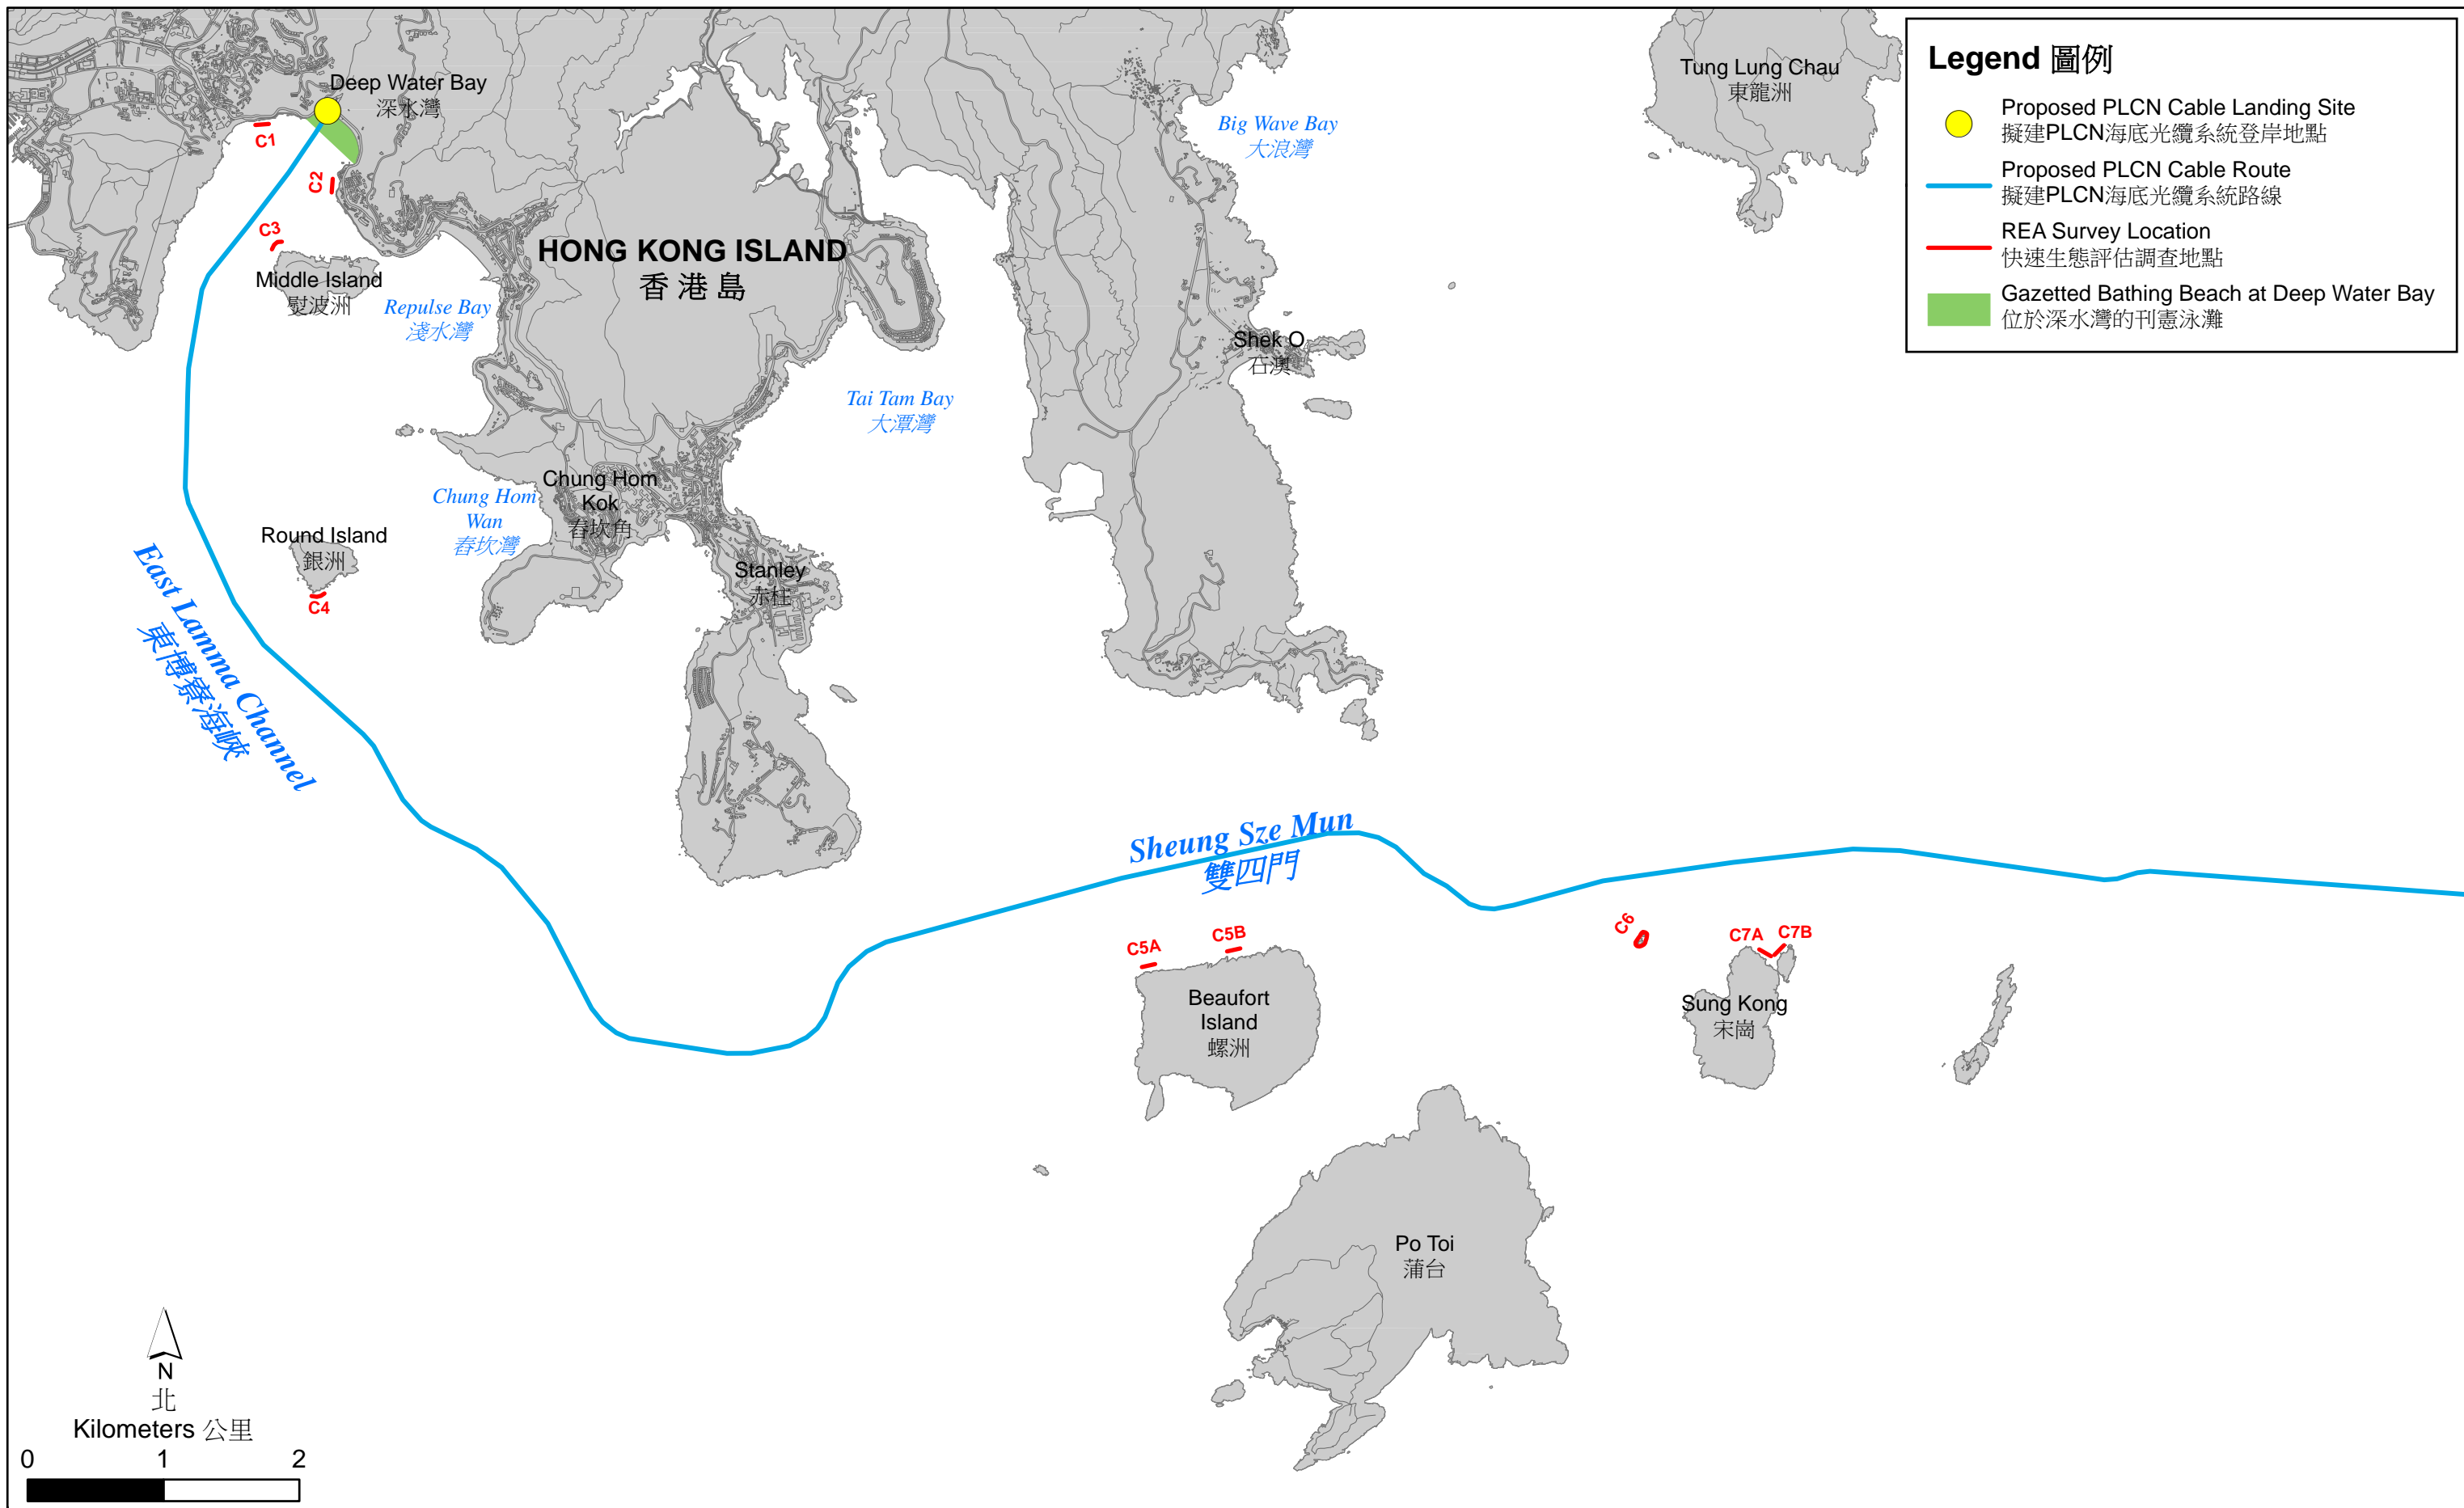 Legend 圖例
Proposed PLCN Cable Landing Site
擬建PLCN海底光纜系統登岸地點
Proposed PLCN Cable Route
擬建PLCN海底光纜系統路線
REA Survey Location
快速生態評估調查地點
Gazetted Bathing Beach at Deep Water Bay
位於深水灣的刊憲泳灘
Deep Water Bay
深水灣
Tung Lung Chau
東龍洲
Big Wave Bay
大浪灣
C1
C2
C3
HONG KONG ISLAND
香港島
Middle Island
熨波洲
Repulse Bay
淺水灣
Shek O
石澳
Tai Tam Bay
大潭灣
Chung Hom
Kok
舂坎角
Chung Hom
Wan
舂坎灣
Round Island
銀洲
C4
Stanley
赤柱
East Lamma Channel
東博寮海峽
Sheung Sze Mun
雙四門
C5A
C5B
C6
C7A
C7B
Beaufort
Island
螺洲
Sung Kong
宋崗
Po Toi
蒲台
N
北
Kilometers 公里
0 1 2